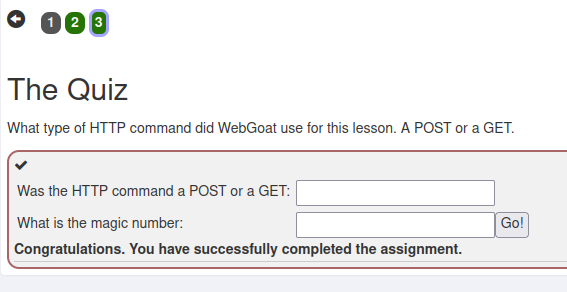 1 2 3
The Quiz
What type of HTTP command did WebGoat use for this lesson. A POST or a GET.
Was the HTTP command a POST or a GET:
What is the magic number: Go!
Congratulations. You have successfully completed the assignment.